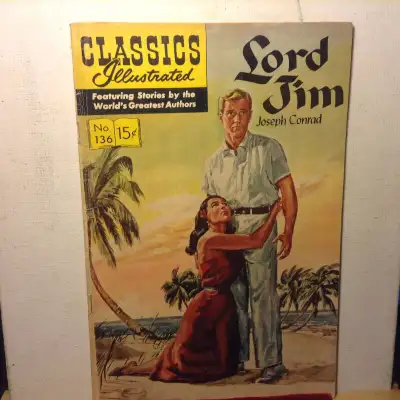 CLASSICS
Illustrated
Featuring Stories by the
World's Greatest Authors
No.
136
15¢
Lord
Jim
Joseph Conrad